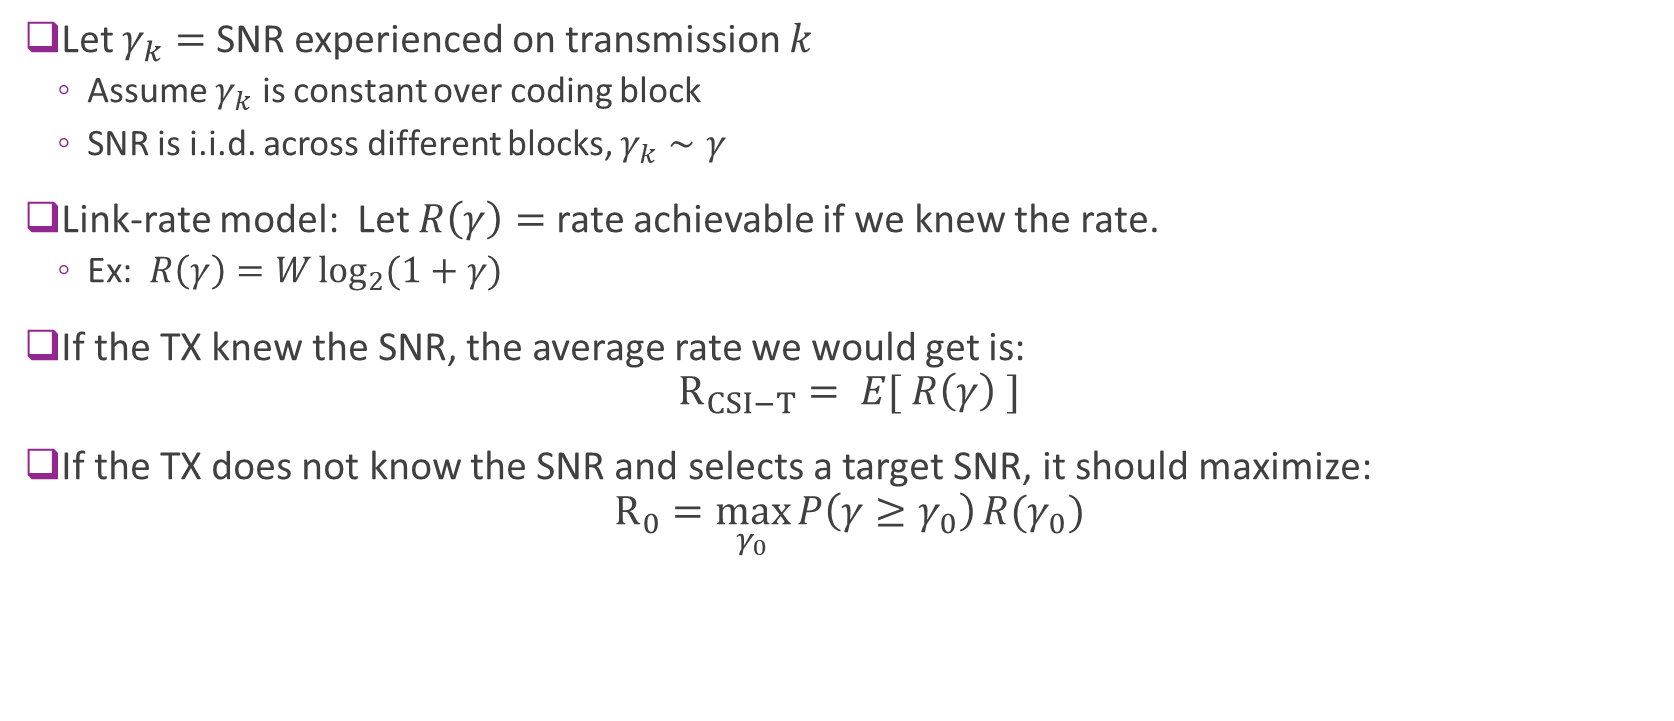 ❑Let γₖ = SNR experienced on transmission k
◦ Assume γₖ is constant over coding block
◦ SNR is i.i.d. across different blocks, γₖ ~ γ
❑Link-rate model: Let R(γ) = rate achievable if we knew the rate.
◦ Ex: R(γ) = W log₂(1 + γ)
❑If the TX knew the SNR, the average rate we would get is:
R_CSI−T = E[ R(γ) ]
❑If the TX does not know the SNR and selects a target SNR, it should maximize:
R₀ = max P(γ ≥ γ₀) R(γ₀)
γ₀